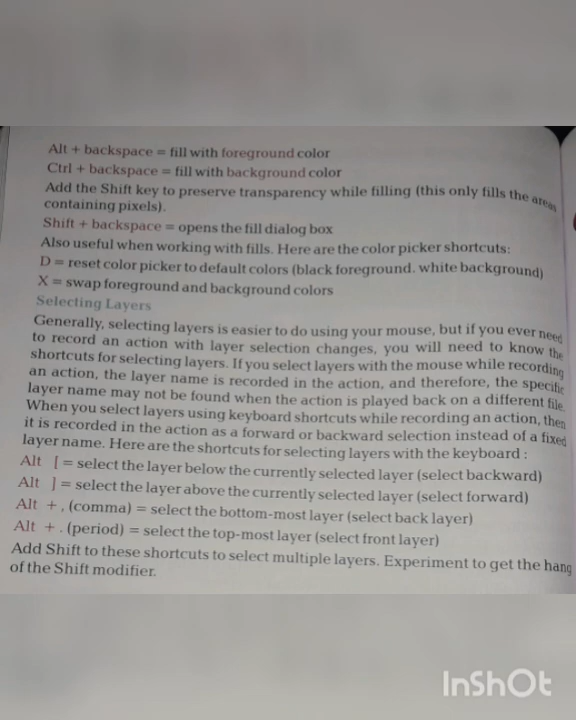 Alt + backspace = fill with foreground color
Ctrl + backspace = fill with background color
Add the Shift key to preserve transparency while filling (this only fills the areas
containing pixels).
Shift + backspace = opens the fill dialog box
Also useful when working with fills. Here are the color picker shortcuts:
D = reset color picker to default colors (black foreground. white background)
X = swap foreground and background colors
Selecting Layers
Generally, selecting layers is easier to do using your mouse, but if you ever need
to record an action with layer selection changes, you will need to know the
shortcuts for selecting layers. If you select layers with the mouse while recording
an action, the layer name is recorded in the action, and therefore, the specific
layer name may not be found when the action is played back on a different file.
When you select layers using keyboard shortcuts while recording an action, then
it is recorded in the action as a forward or backward selection instead of a fixed
layer name. Here are the shortcuts for selecting layers with the keyboard :
Alt [ = select the layer below the currently selected layer (select backward)
Alt ] = select the layer above the currently selected layer (select forward)
Alt + , (comma) = select the bottom-most layer (select back layer)
Alt + . (period) = select the top-most layer (select front layer)
Add Shift to these shortcuts to select multiple layers. Experiment to get the hang
of the Shift modifier.
InShOt